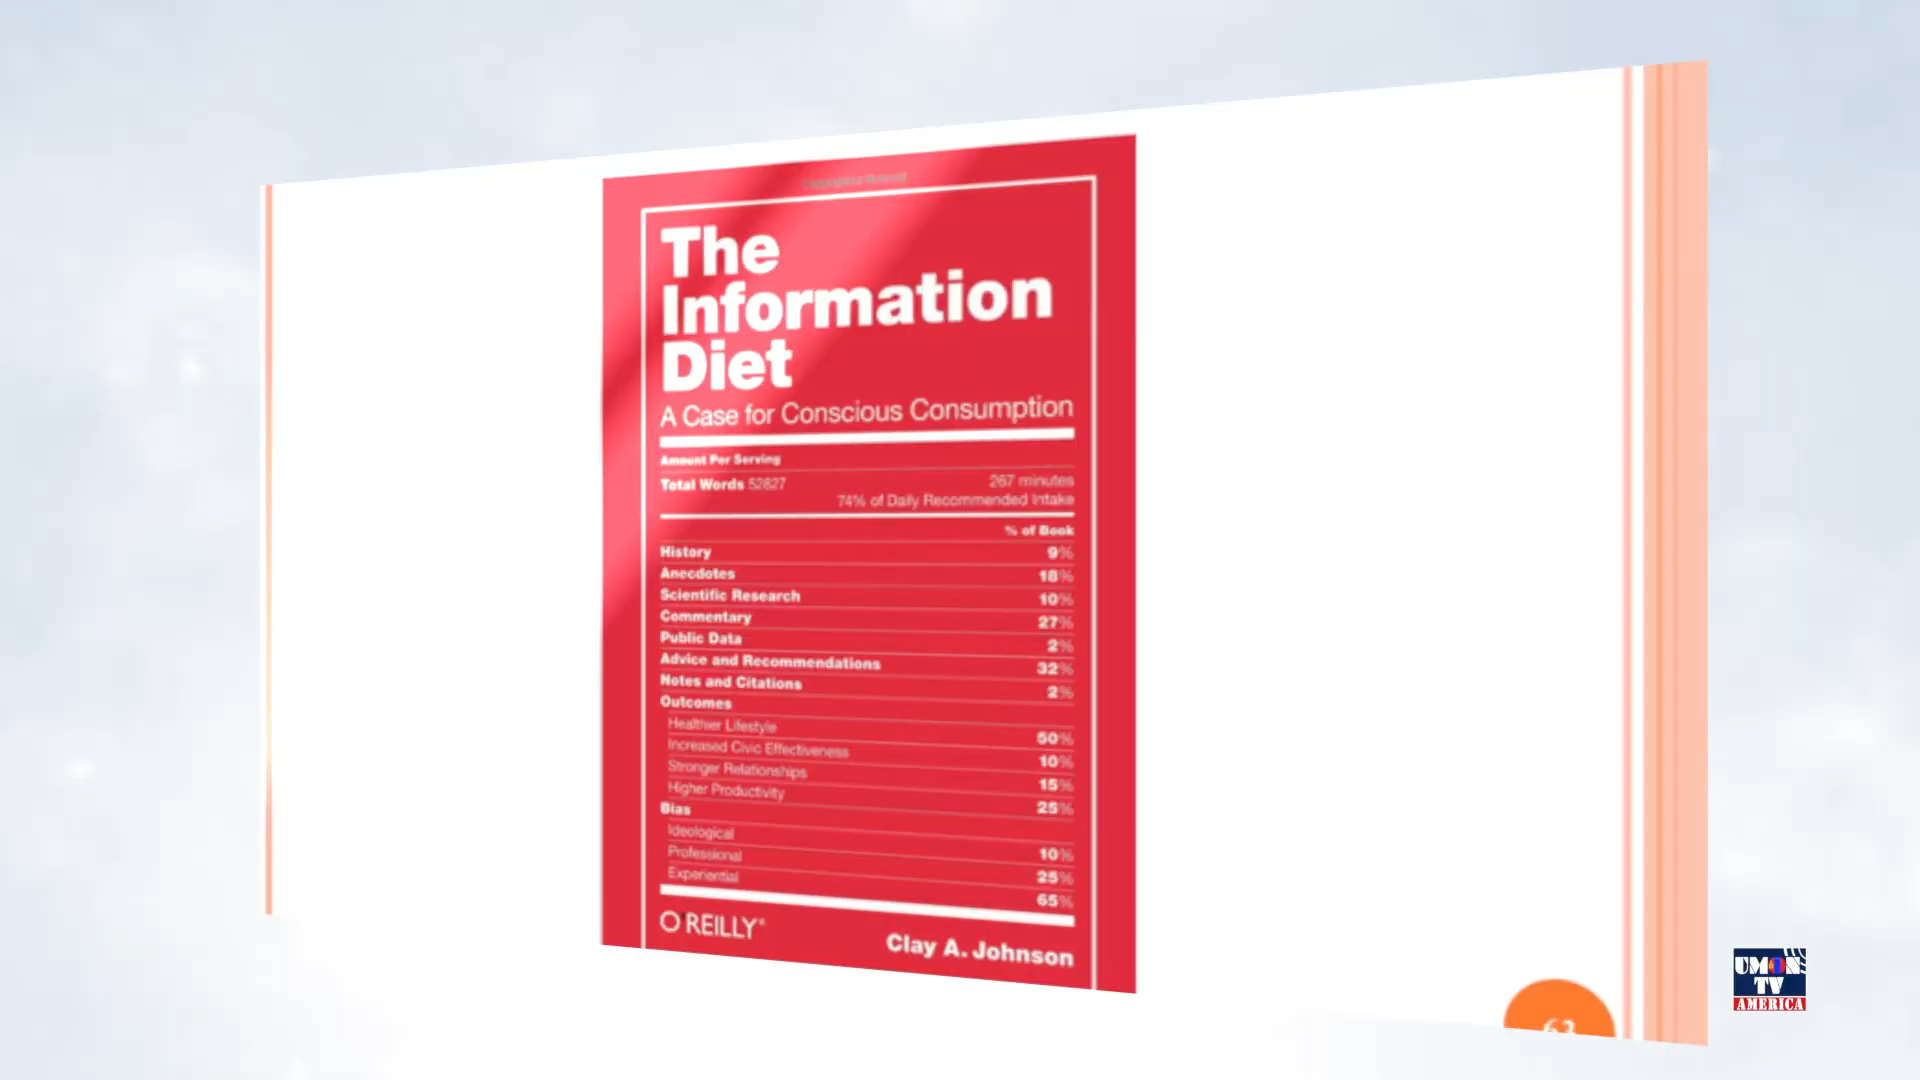 The
Information
Diet
A Case for Conscious Consumption
Amount Per Serving
Total Words 52827 267 minutes
74% of Daily Recommended Intake
% of Book
History 9%
Anecdotes 18%
Scientific Research 10%
Commentary 27%
Public Data 2%
Advice and Recommendations 32%
Notes and Citations 2%
Outcomes
Healthier Lifestyle 50%
Increased Civic Effectiveness 10%
Stronger Relationships 15%
Higher Productivity 25%
Bias
Ideological 10%
Professional 25%
Experiential 65%
O'REILLY®
Clay A. Johnson
63
UMON
TV
AMERICA